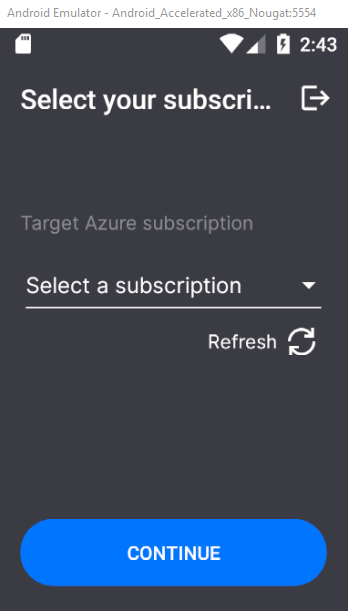 Android Emulator - Android_Accelerated_x86_Nougat:5554
2:43
Select your subscri...
Target Azure subscription
Select a subscription
Refresh
CONTINUE